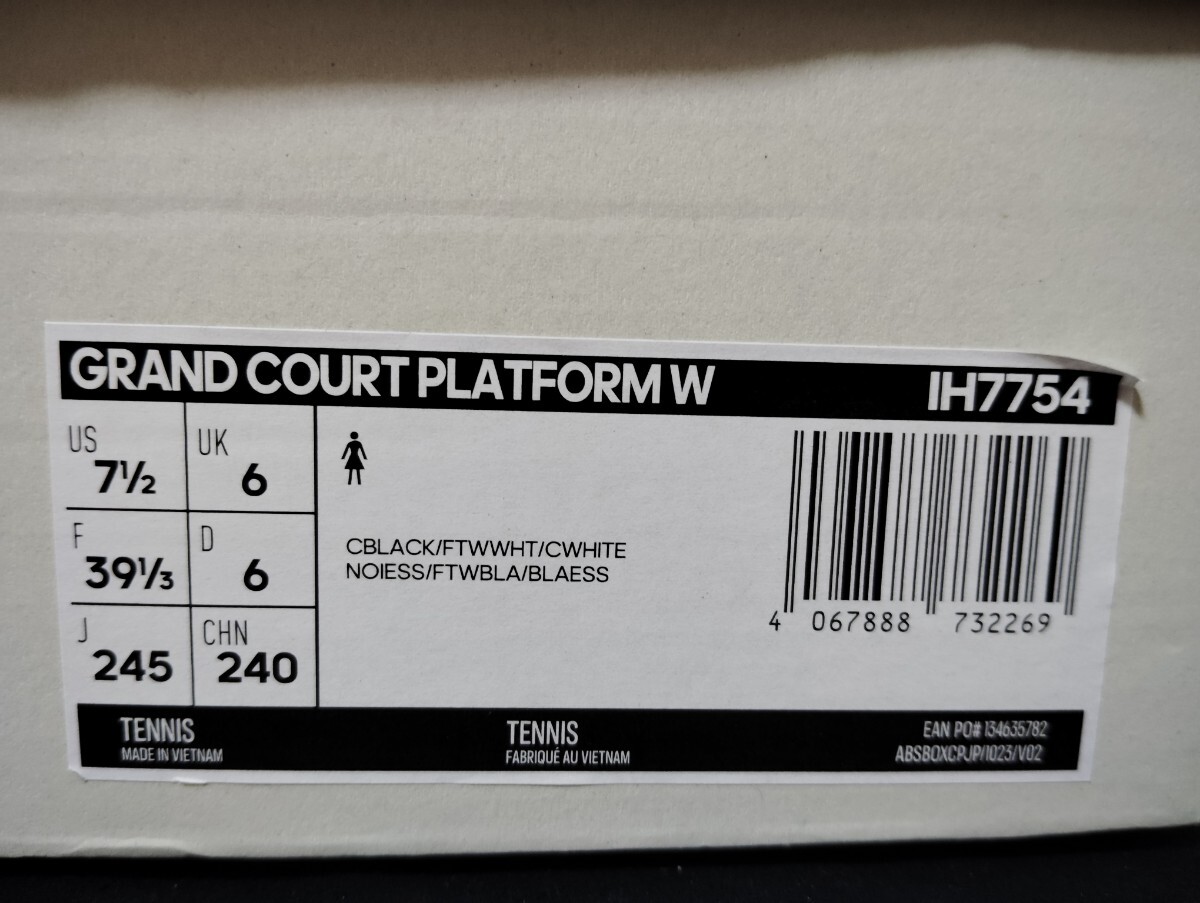 GRAND COURT PLATFORM W IH7754
US 7½ UK 6
F 39⅓ D 6
J 245 CHN 240
CBLACK/FTWWHT/CWHITE
NOIESS/FTWBLA/BLAESS
4 067888 732269
TENNIS
MADE IN VIETNAM
TENNIS
FABRIQUÉ AU VIETNAM
EAN PO# 134635782
ABSBOXCPJP/1023/V02